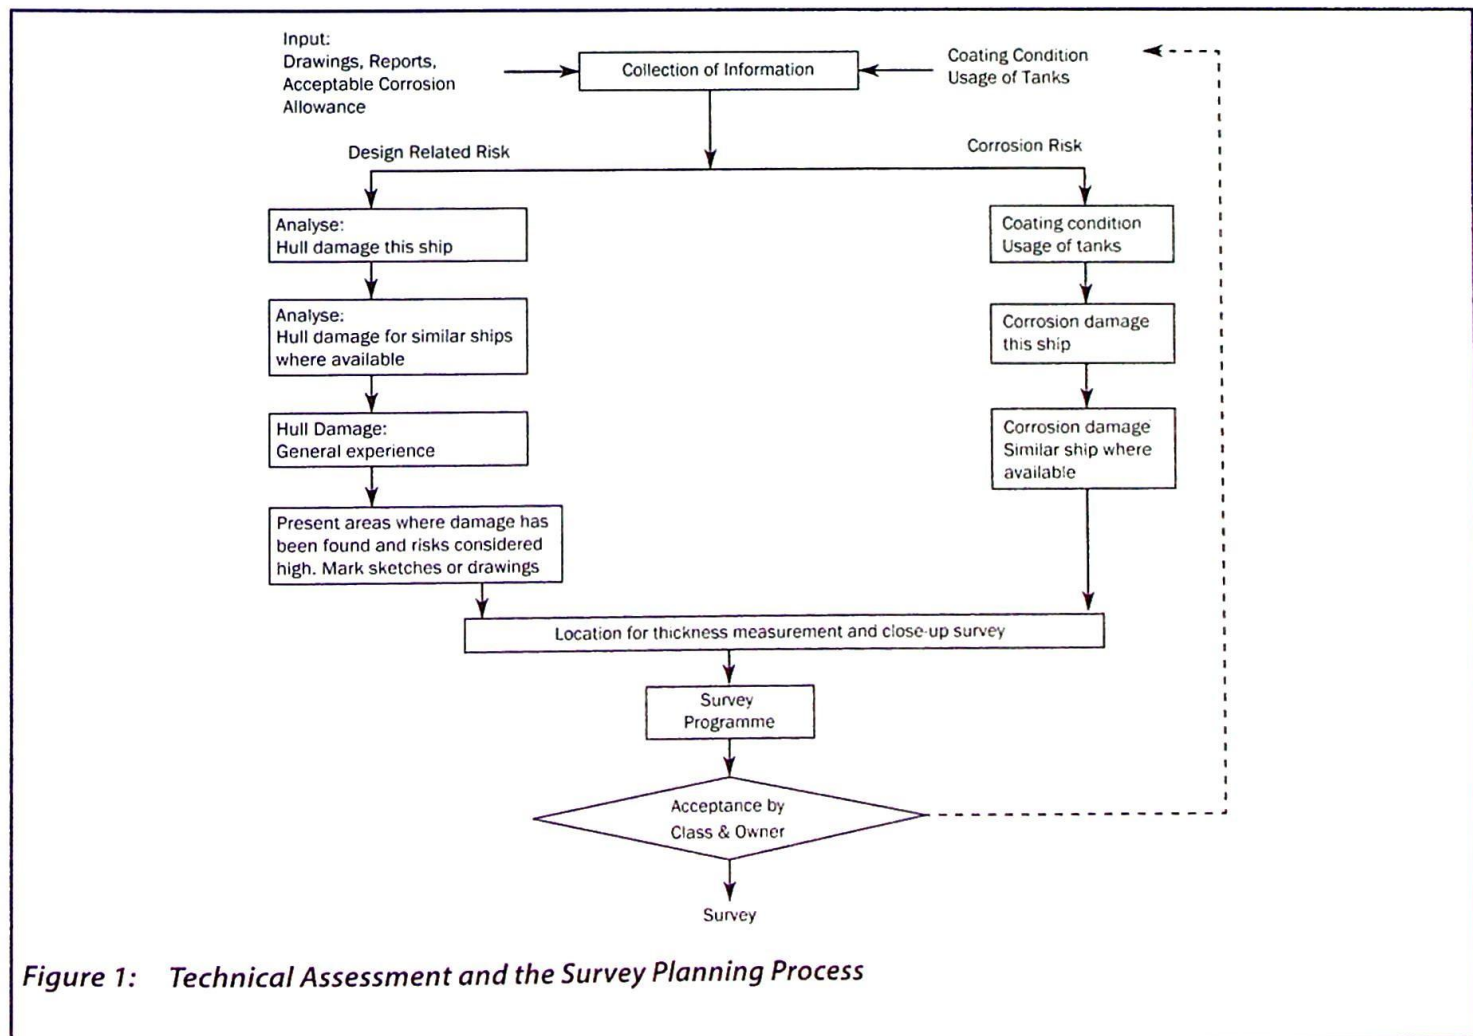 Input:
Drawings, Reports,
Acceptable Corrosion
Allowance
Collection of Information
Coating Condition
Usage of Tanks
Design Related Risk
Corrosion Risk
Analyse:
Hull damage this ship
Analyse:
Hull damage for similar ships
where available
Hull Damage:
General experience
Present areas where damage has
been found and risks considered
high. Mark sketches or drawings
Coating condition
Usage of tanks
Corrosion damage
this ship
Corrosion damage
Similar ship where
available
Location for thickness measurement and close-up survey
Survey
Programme
Acceptance by
Class & Owner
Survey
Figure 1: Technical Assessment and the Survey Planning Process